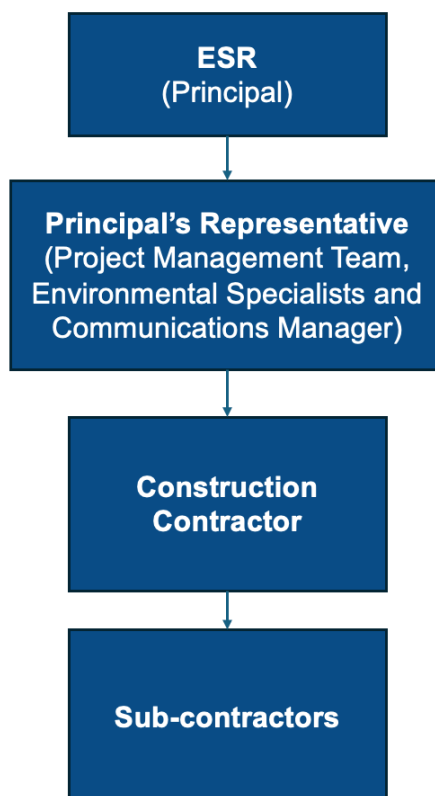 ESR
(Principal)
Principal’s Representative
(Project Management Team,
Environmental Specialists and
Communications Manager)
Construction
Contractor
Sub-contractors